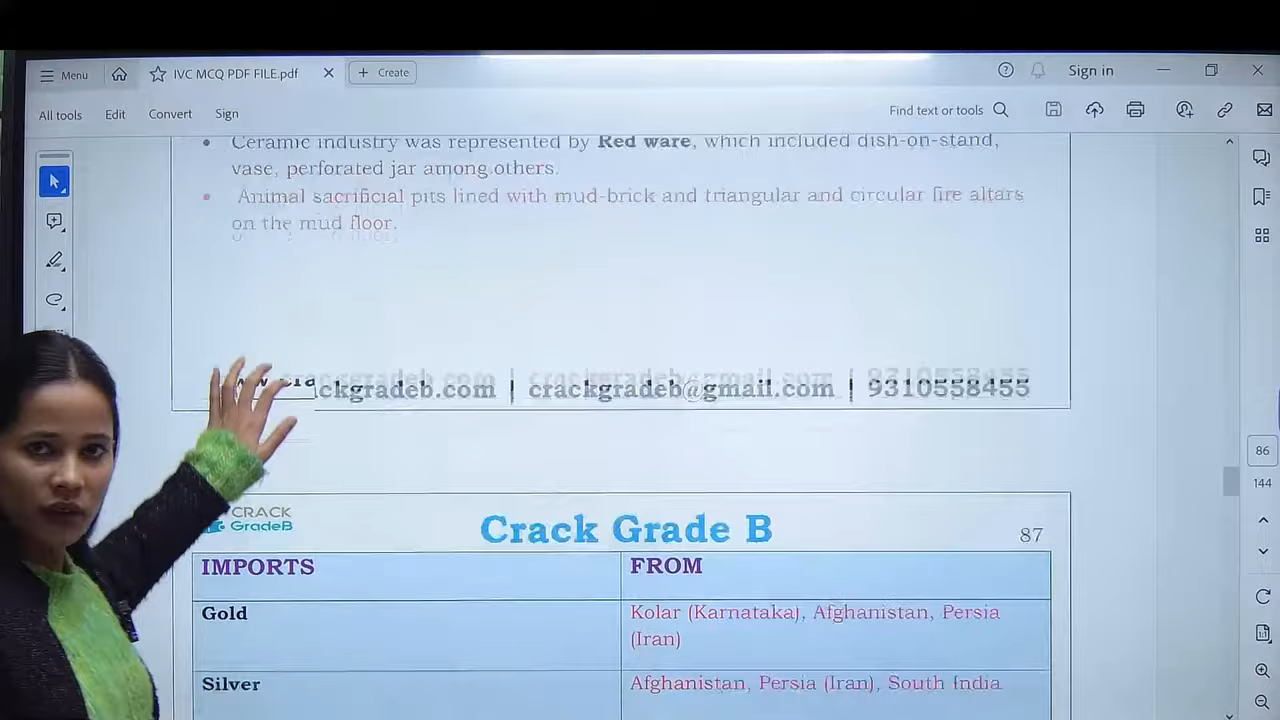 Menu
IVC MCQ PDF FILE.pdf
Create
Sign in
All tools
Edit
Convert
Sign
Find text or tools
Ceramic industry was represented by Red ware, which included dish-on-stand,
vase, perforated jar among others.
Animal sacrificial pits lined with mud-brick and triangular and circular fire altars
on the mud floor.
ckgradeb.com | crackgradeb@gmail.com | 9310558455
86
144
CRACK
GradeB
Crack Grade B
87
IMPORTS
FROM
Gold
Kolar (Karnataka), Afghanistan, Persia
(Iran)
Silver
Afghanistan, Persia (Iran), South India